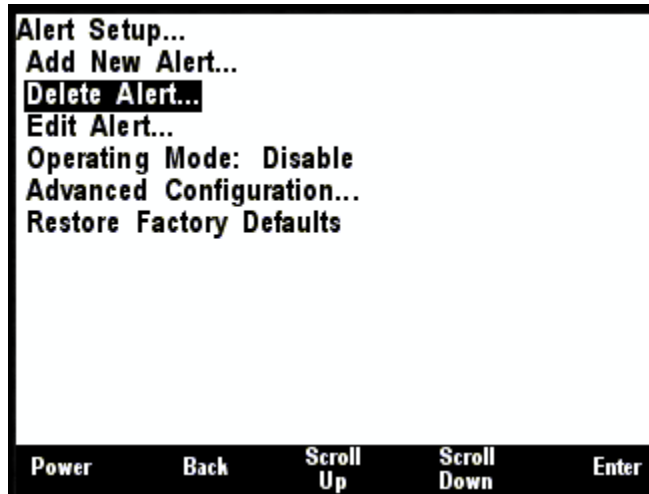 Alert Setup...
Add New Alert...
Delete Alert...
Edit Alert...
Operating Mode: Disable
Advanced Configuration...
Restore Factory Defaults
Power Back Scroll Up Scroll Down Enter